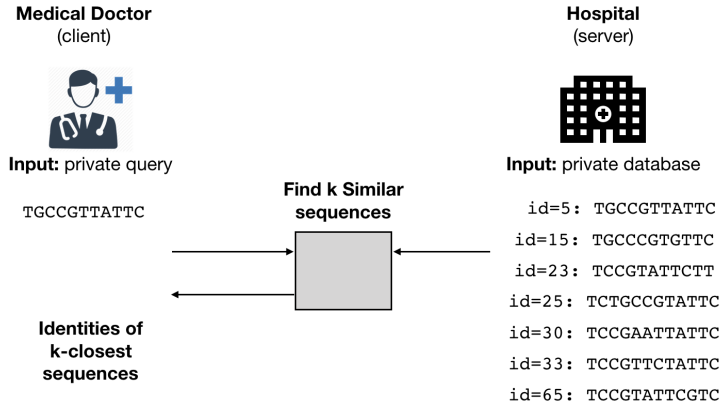 Medical Doctor
(client)
Input: private query
TGCCGTTATTC
Identities of
k-closest
sequences
Find k Similar
sequences
Hospital
(server)
Input: private database
id=5: TGCCGTTATTC
id=15: TGCCCGTGTTC
id=23: TCCGTATTCTT
id=25: TCTGCCGTATTC
id=30: TCCGAATTATTC
id=33: TCCGTTCTATTC
id=65: TCCGTATTCGTC